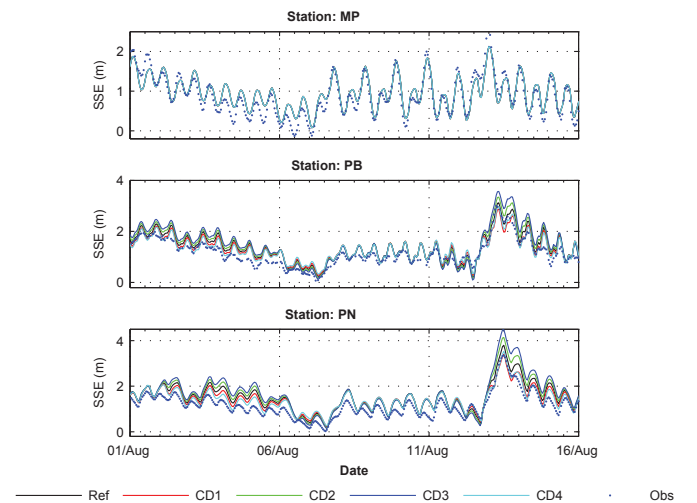 Station: MP
SSE (m)
2
1
0
Station: PB
SSE (m)
4
2
0
Station: PN
SSE (m)
4
2
0
01/Aug 06/Aug 11/Aug 16/Aug
Date
Ref CD1 CD2 CD3 CD4 Obs